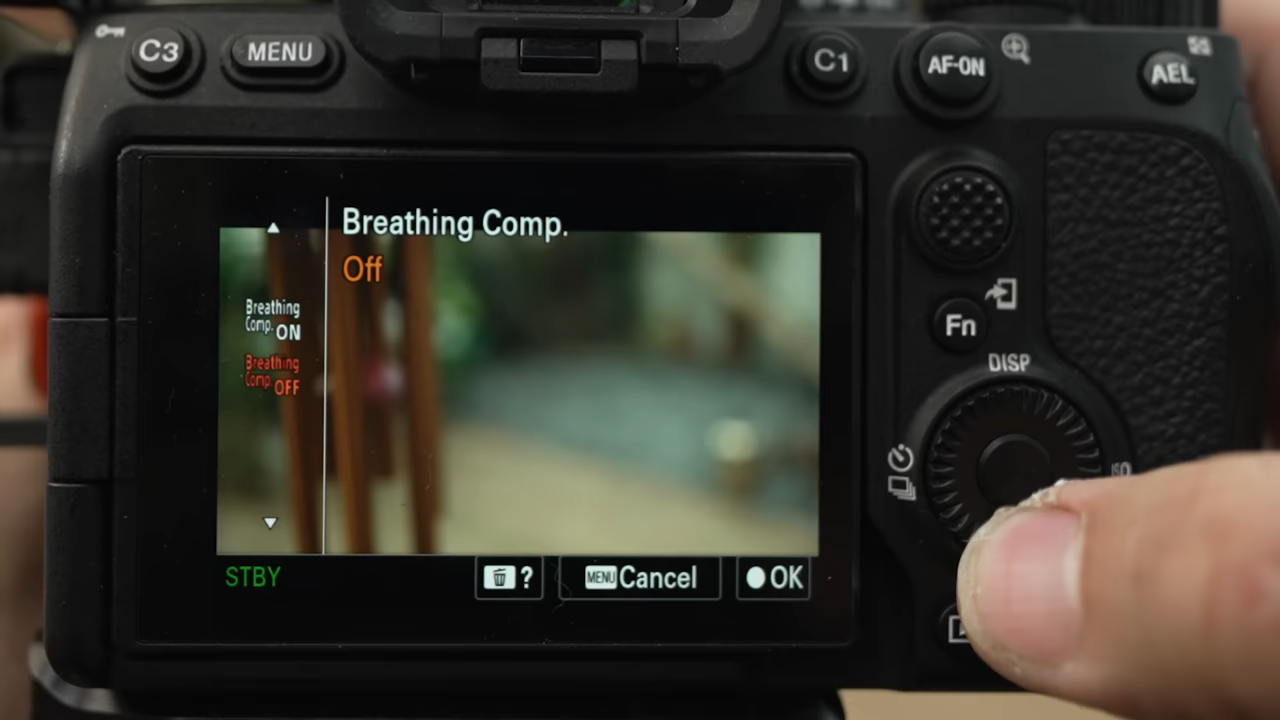 C3
MENU
C1
AF-ON
AEL
Breathing Comp.
Off
Breathing
Comp. ON
Breathing
Comp. OFF
Fn
DISP
ISO
STBY
?
MENU Cancel
OK